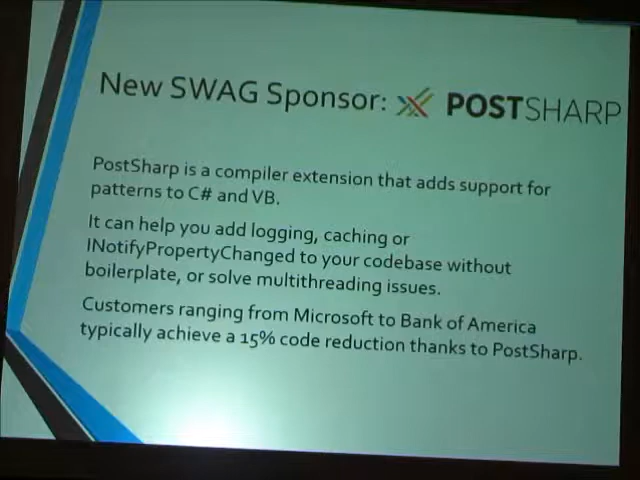 New SWAG Sponsor: POSTSHARP
PostSharp is a compiler extension that adds support for
patterns to C# and VB.
It can help you add logging, caching or
INotifyPropertyChanged to your codebase without
boilerplate, or solve multithreading issues.
Customers ranging from Microsoft to Bank of America
typically achieve a 15% code reduction thanks to PostSharp.